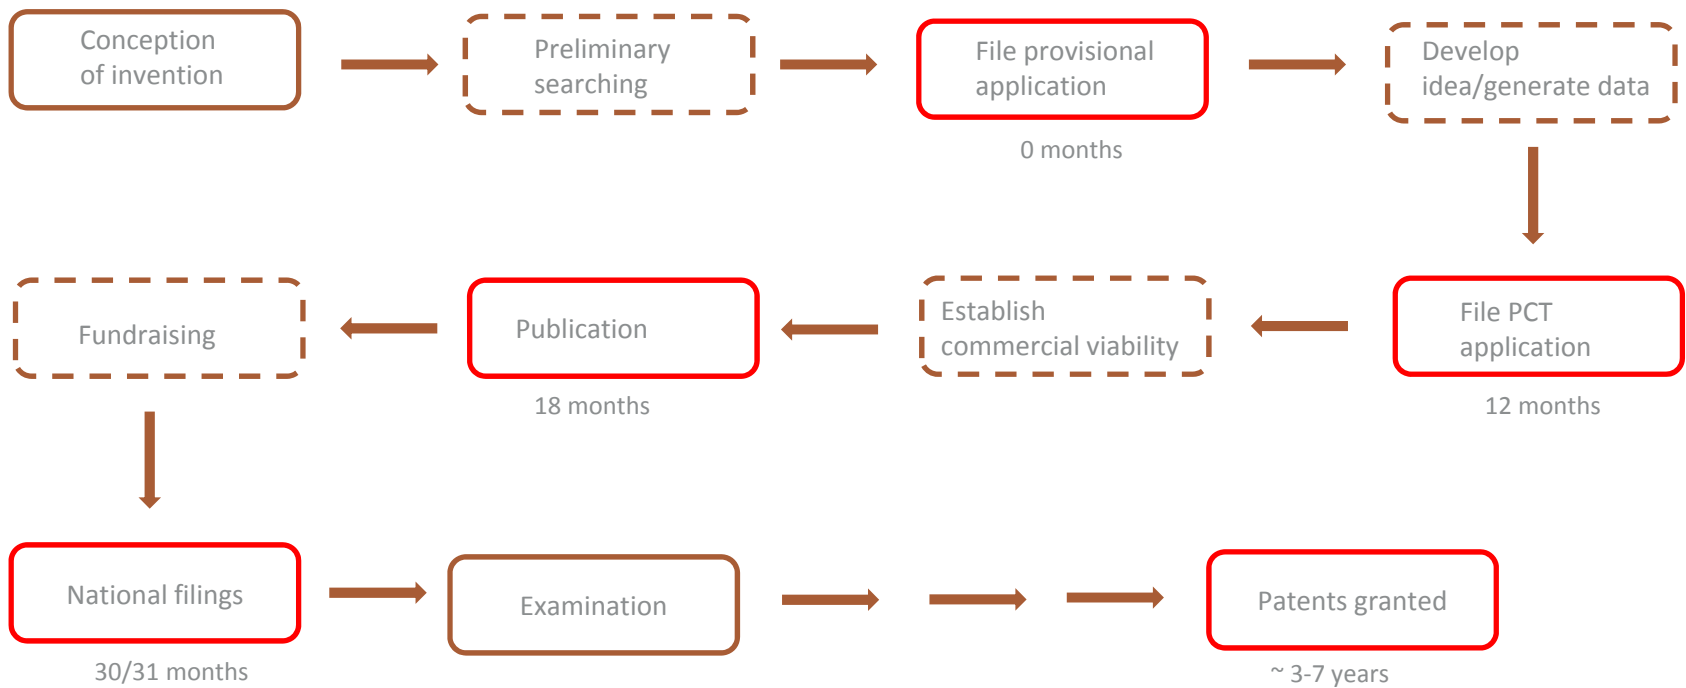 Conception
of invention
Preliminary
searching
File provisional
application
0 months
Develop
idea/generate data
File PCT
application
12 months
Establish
commercial viability
Publication
18 months
Fundraising
National filings
30/31 months
Examination
Patents granted
~ 3-7 years